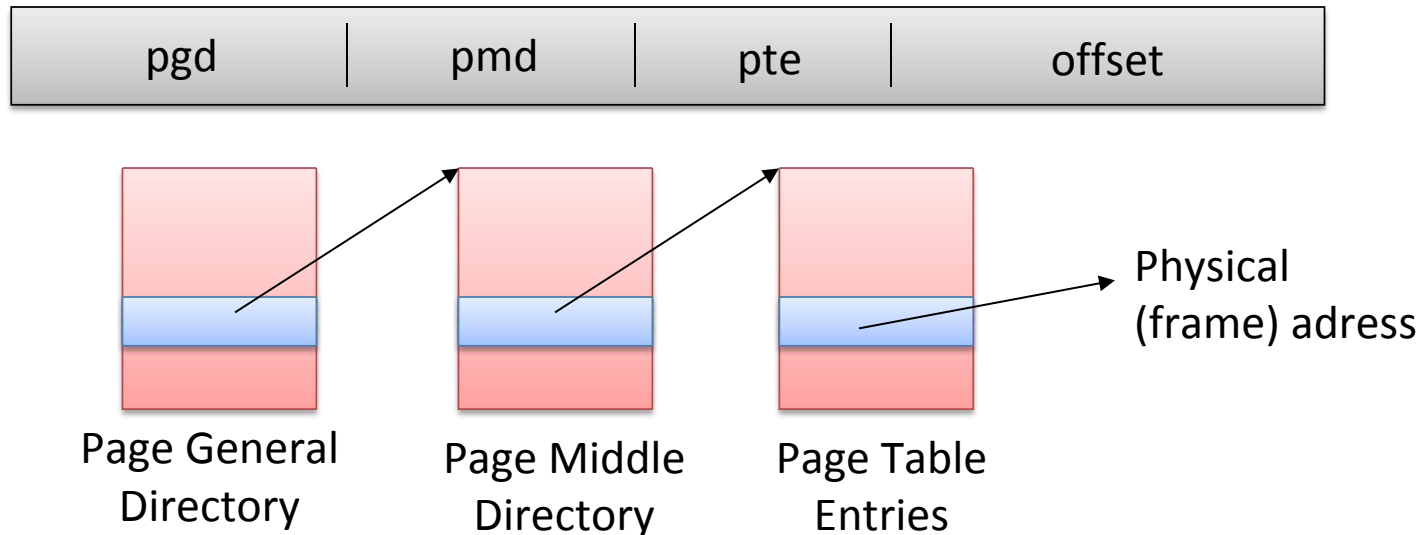 pgd pmd pte offset
Physical
(frame) adress
Page General
Directory
Page Middle
Directory
Page Table
Entries